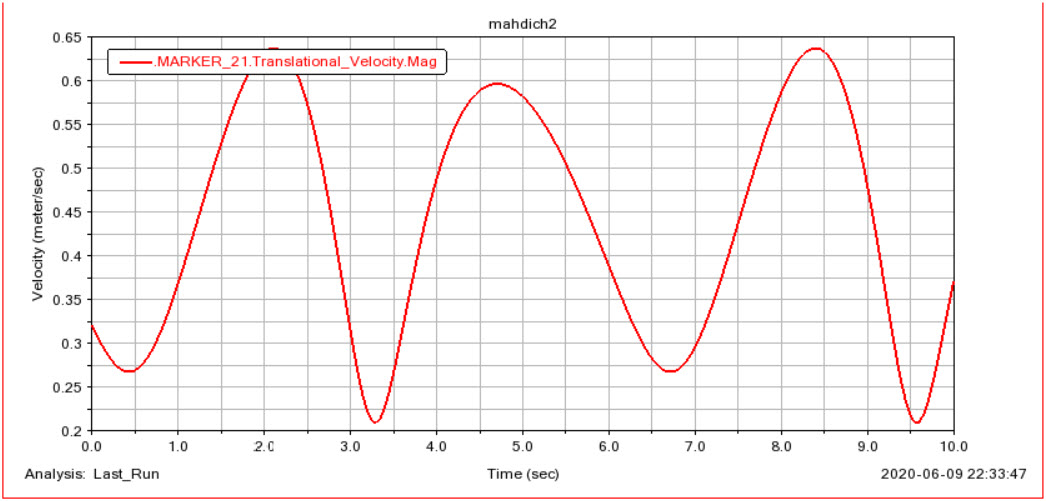 mahdich2
.MARKER_21.Translational_Velocity.Mag
Velocity (meter/sec)
0.65
0.6
0.55
0.5
0.45
0.4
0.35
0.3
0.25
0.2
0.0 1.0 2.0 3.0 4.0 5.0 6.0 7.0 8.0 9.0 10.0
Analysis: Last_Run Time (sec) 2020-06-09 22:33:47